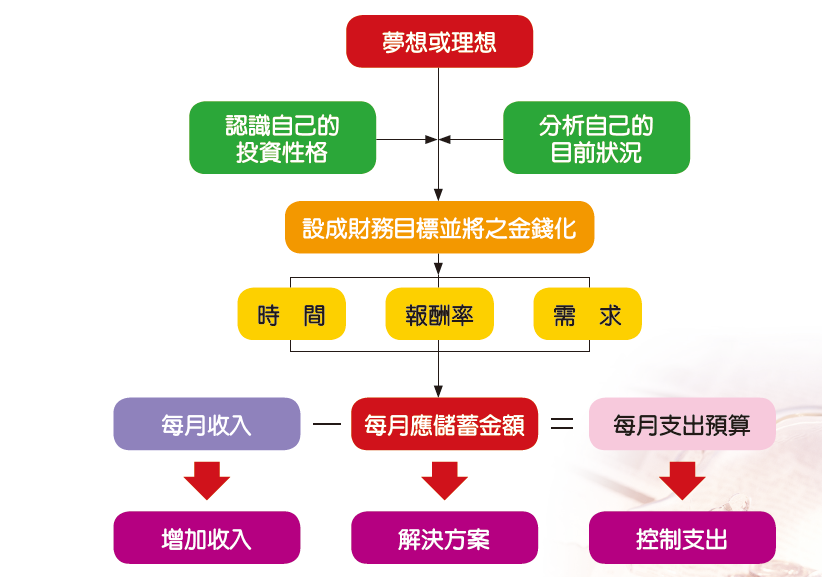 夢想或理想
認識自己的
投資性格
分析自己的
目前狀況
設成財務目標並將之金錢化
時 間
報酬率
需 求
每月收入 — 每月應儲蓄金額 = 每月支出預算
增加收入
解決方案
控制支出